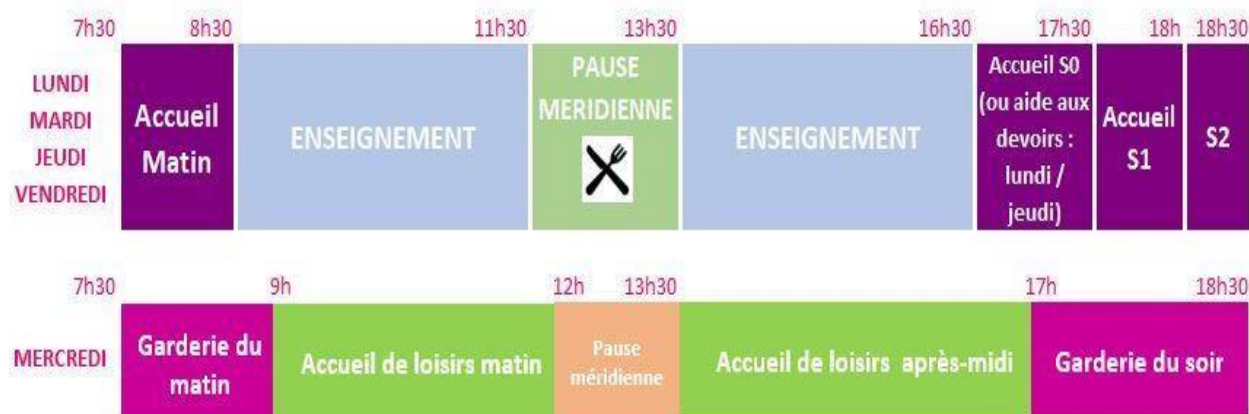 7h30 8h30 11h30 13h30 16h30 17h30 18h 18h30
LUNDI
MARDI
JEUDI
VENDREDI
Accueil
Matin
ENSEIGNEMENT
PAUSE
MERIDIENNE
ENSEIGNEMENT
Accueil S0
(ou aide aux
devoirs :
lundi /
jeudi)
Accueil
S1
S2
7h30 9h 12h 13h30 17h 18h30
MERCREDI
Garderie du
matin
Accueil de loisirs matin
Pause
méridienne
Accueil de loisirs après-midi
Garderie du soir